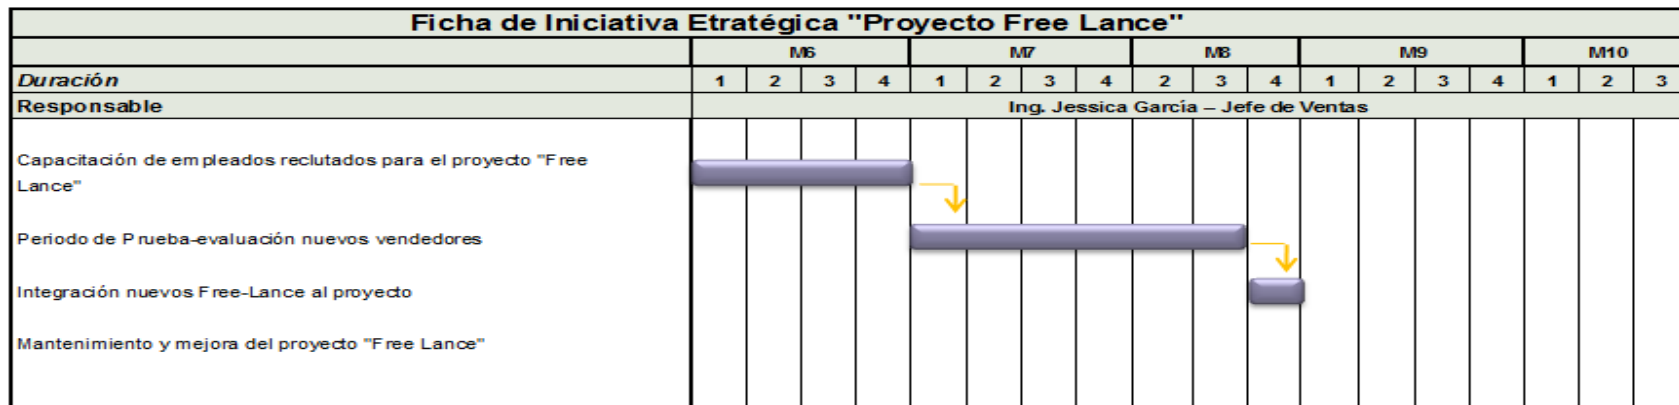 Ficha de Iniciativa Etratégica "Proyecto Free Lance"
M6 M7 M8 M9 M10
Duración 1 2 3 4 1 2 3 4 2 3 4 1 2 3 4 1 2 3
Responsable Ing. Jessica García – Jefe de Ventas
Capacitación de empleados reclutados para el proyecto "Free
Lance"
Periodo de Prueba-evaluación nuevos vendedores
Integración nuevos Free-Lance al proyecto
Mantenimiento y mejora del proyecto "Free Lance"